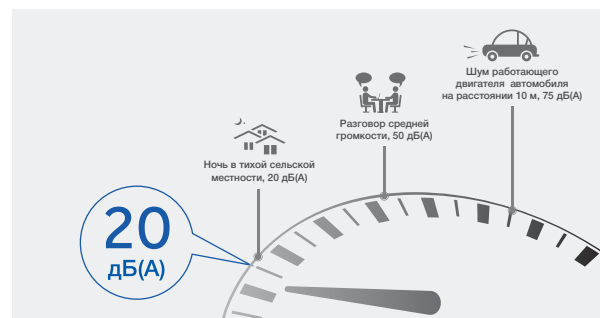 Шум работающего
двигателя автомобиля
на расстоянии 10 м, 75 дБ(А)
Разговор средней
громкости, 50 дБ(А)
Ночь в тихой сельской
местности, 20 дБ(А)
20
дБ(А)